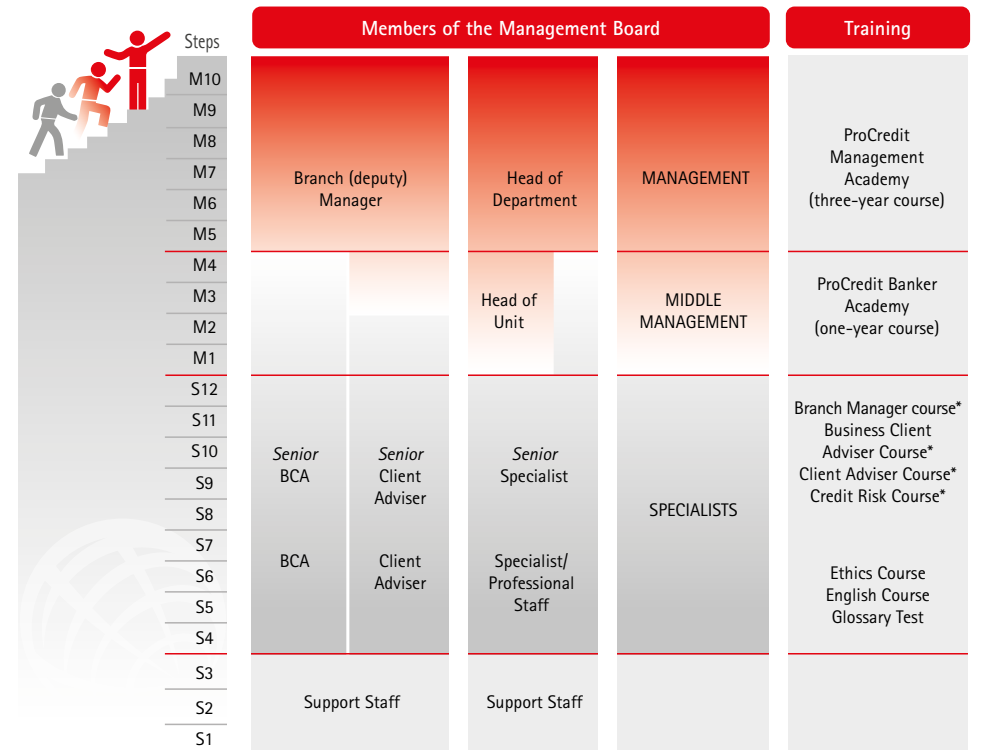 Steps
Members of the Management Board
Training
M10
M9
M8
M7
M6
M5
M4
M3
M2
M1
S12
S11
S10
S9
S8
S7
S6
S5
S4
S3
S2
S1
Branch (deputy)
Manager
Senior
BCA
BCA
Senior
Client
Adviser
Client
Adviser
Support Staff
Head of
Department
Head of
Unit
Senior
Specialist
Specialist/
Professional
Staff
Support Staff
MANAGEMENT
MIDDLE
MANAGEMENT
SPECIALISTS
ProCredit
Management
Academy
(three-year course)
ProCredit Banker
Academy
(one-year course)
Branch Manager course*
Business Client
Adviser Course*
Client Adviser Course*
Credit Risk Course*
Ethics Course
English Course
Glossary Test